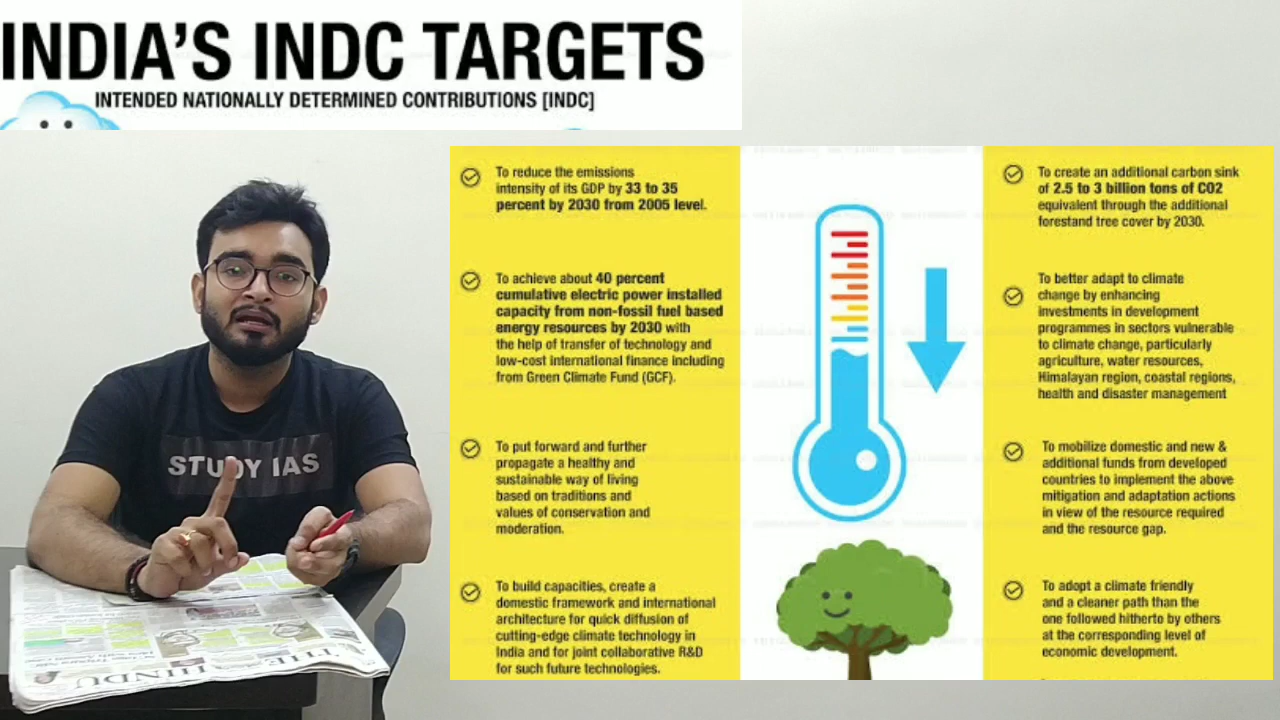 INDIA'S INDC TARGETS
INTENDED NATIONALLY DETERMINED CONTRIBUTIONS [INDC]
To reduce the emissions
intensity of its GDP by 33 to 35
percent by 2030 from 2005 level.
To achieve about 40 percent
cumulative electric power installed
capacity from non-fossil fuel based
energy resources by 2030 with
the help of transfer of technology and
low-cost international finance including
from Green Climate Fund (GCF).
To put forward and further
propagate a healthy and
sustainable way of living
based on traditions and
values of conservation and
moderation.
To build capacities, create a
domestic framework and international
architecture for quick diffusion of
cutting-edge climate technology in
India and for joint collaborative R&D
for such future technologies.
To create an additional carbon sink
of 2.5 to 3 billion tons of CO2
equivalent through the additional
forestand tree cover by 2030.
To better adapt to climate
change by enhancing
investments in development
programmes in sectors vulnerable
to climate change, particularly
agriculture, water resources,
Himalayan region, coastal regions,
health and disaster management
To mobilize domestic and new &
additional funds from developed
countries to implement the above
mitigation and adaptation actions
in view of the resource required
and the resource gap.
To adopt a climate friendly
and a cleaner path than the
one followed hitherto by others
at the corresponding level of
economic development.
STUDY IAS
THE HINDU